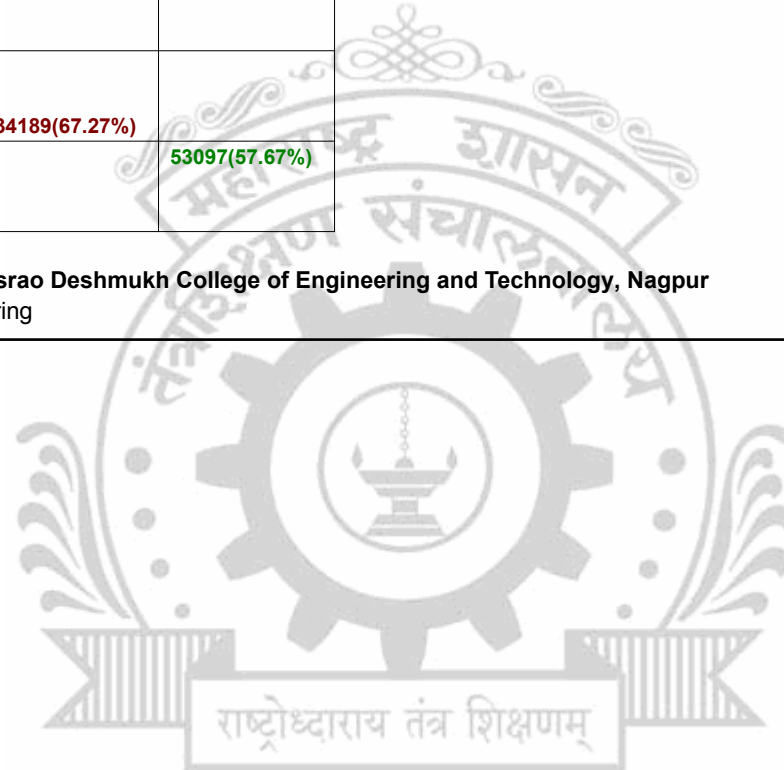 34189(67.27%)
53097(57.67%)
महाराष्ट्र शासन
srao Deshmukh College of Engineering and Technology, Nagpur
ring
तंत्रशिक्षण संचालनालय
राष्ट्रोध्दाराय तंत्र शिक्षणम्